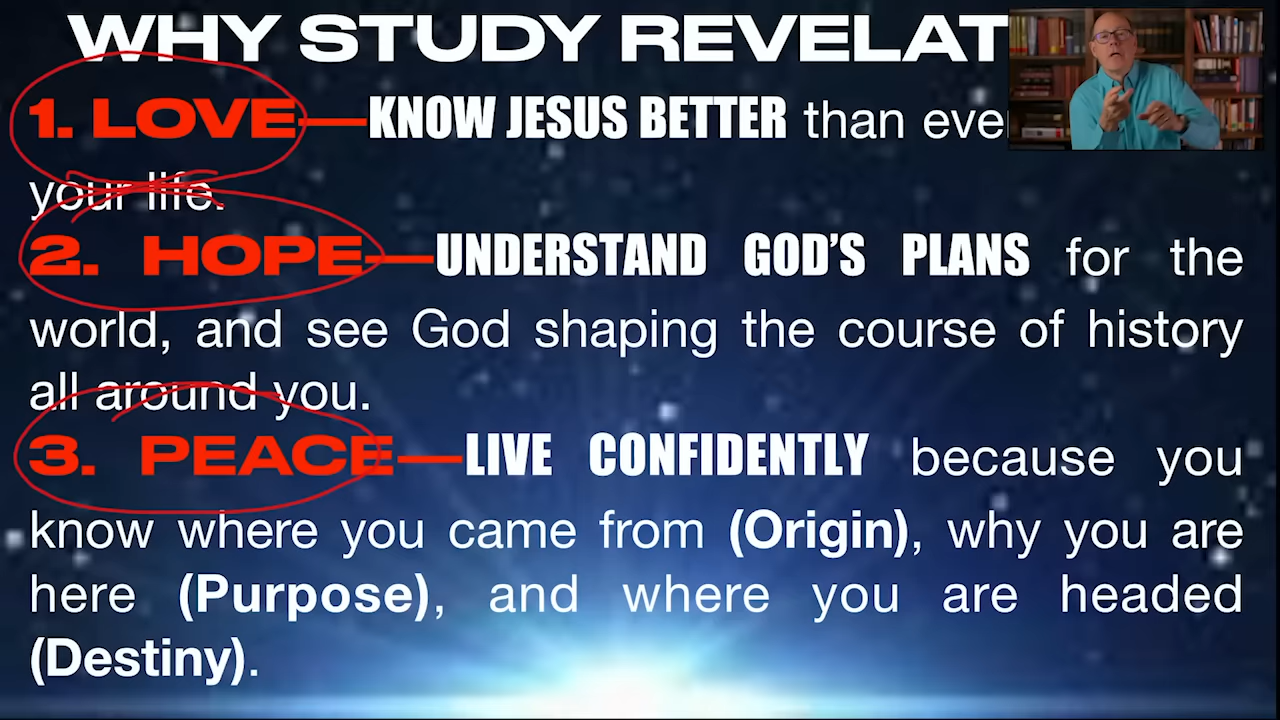 WHY STUDY REVELAT
1. LOVE—KNOW JESUS BETTER than eve
your life.
2. HOPE—UNDERSTAND GOD'S PLANS for the
world, and see God shaping the course of history
all around you.
3. PEACE—LIVE CONFIDENTLY because you
know where you came from (Origin), why you are
here (Purpose), and where you are headed
(Destiny).